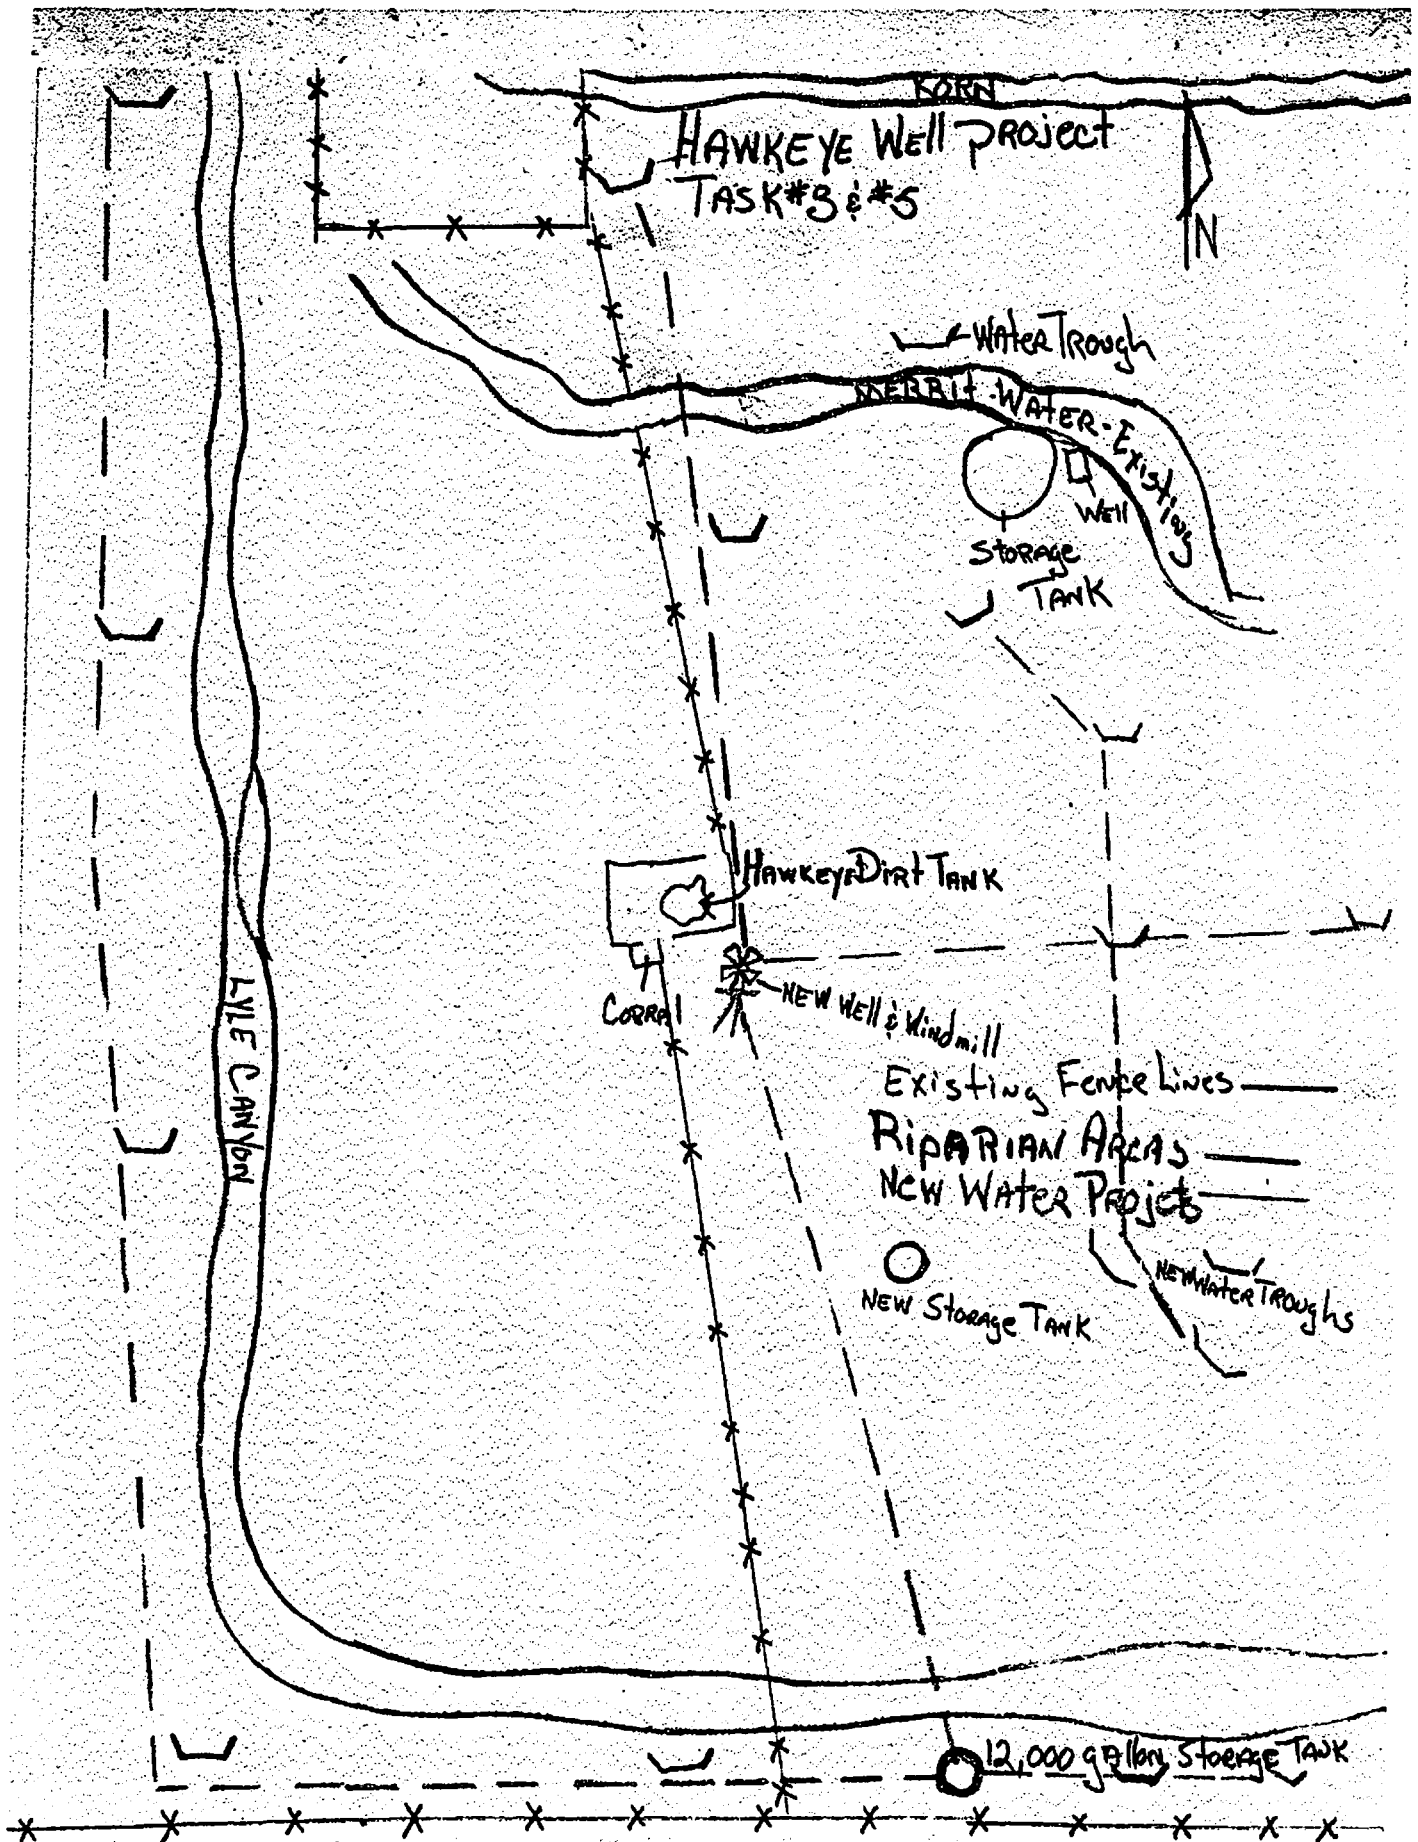 KORN
HAWKEYE Well project
TASK #3 & #5
N
Water Trough
MERRIt-Water-Existing
Well
Storage
TANK
Hawkeye Dirt Tank
Corral
NEW Well & Windmill
Existing Fence Lines
RipARIAN AREAS
New Water Projets
LYLE CANYON
NEW Water Troughs
NEW Storage TANK
12,000 gallon Storage Tank